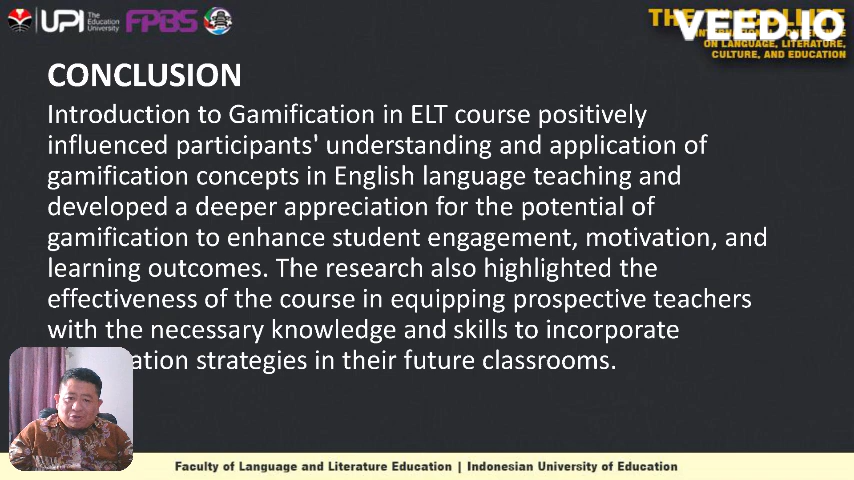 UPI The Education University FPBS
VEED.IO
ON LANGUAGE, LITERATURE,
CULTURE, AND EDUCATION
CONCLUSION
Introduction to Gamification in ELT course positively
influenced participants' understanding and application of
gamification concepts in English language teaching and
developed a deeper appreciation for the potential of
gamification to enhance student engagement, motivation, and
learning outcomes. The research also highlighted the
effectiveness of the course in equipping prospective teachers
with the necessary knowledge and skills to incorporate
ation strategies in their future classrooms.
Faculty of Language and Literature Education | Indonesian University of Education